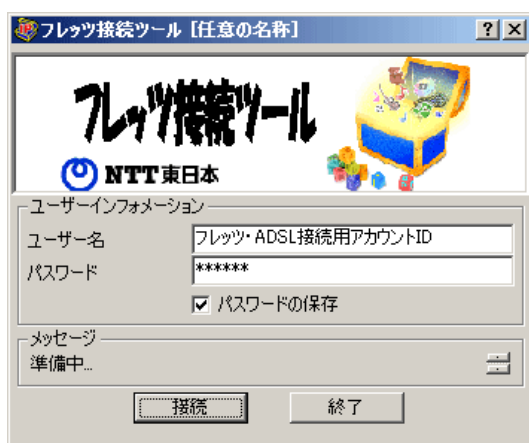 フレッツ接続ツール [任意の名称]
フレッツ接続ツール
NTT東日本
ユーザーインフォメーション
ユーザー名
フレッツ・ADSL接続用アカウントID
パスワード
******
パスワードの保存
メッセージ
準備中...
接続
終了